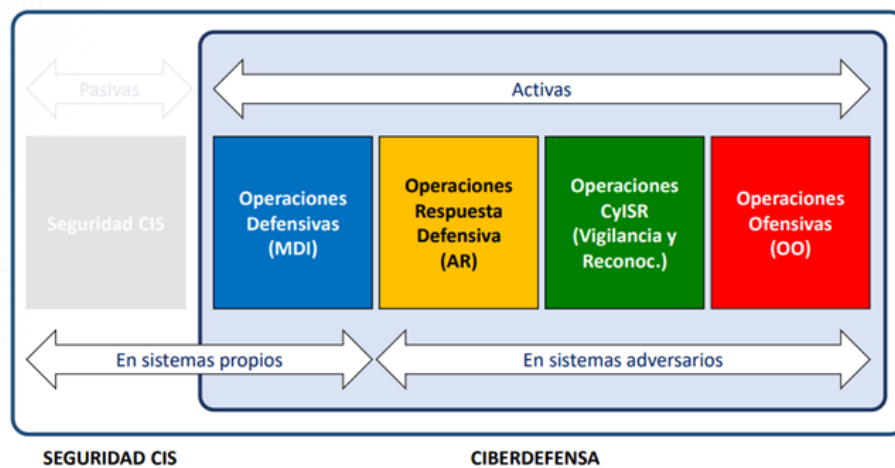 Pasivas
Activas
Seguridad CIS
Operaciones
Defensivas
(MDI)
Operaciones
Respuesta
Defensiva
(AR)
Operaciones
CyISR
(Vigilancia y
Reconoc.)
Operaciones
Ofensivas
(OO)
En sistemas propios
En sistemas adversarios
SEGURIDAD CIS
CIBERDEFENSA